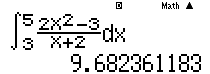 D Math ▲
∫₃⁵ (2X²-3)/(X+2) dx
9.682361183